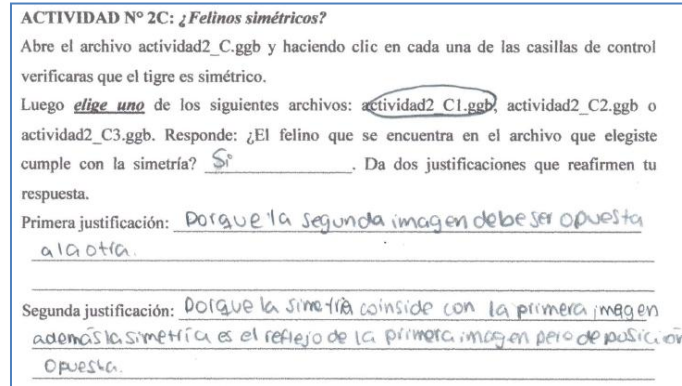 ACTIVIDAD Nº 2C: ¿Felinos simétricos?
Abre el archivo actividad2_C.ggb y haciendo clic en cada una de las casillas de control
verificaras que el tigre es simétrico.
Luego elige uno de los siguientes archivos: actividad2_C1.ggb, actividad2_C2.ggb o
actividad2_C3.ggb. Responde: ¿El felino que se encuentra en el archivo que elegiste
cumple con la simetría? Si. Da dos justificaciones que reafirmen tu
respuesta.
Primera justificación: Porque la segunda imagen debe ser opuesta
a la otra.
Segunda justificación: Porque la simetría coinside con la primera imagen
además la simetría es el reflejo de la primera imagen pero de posición
opuesta.